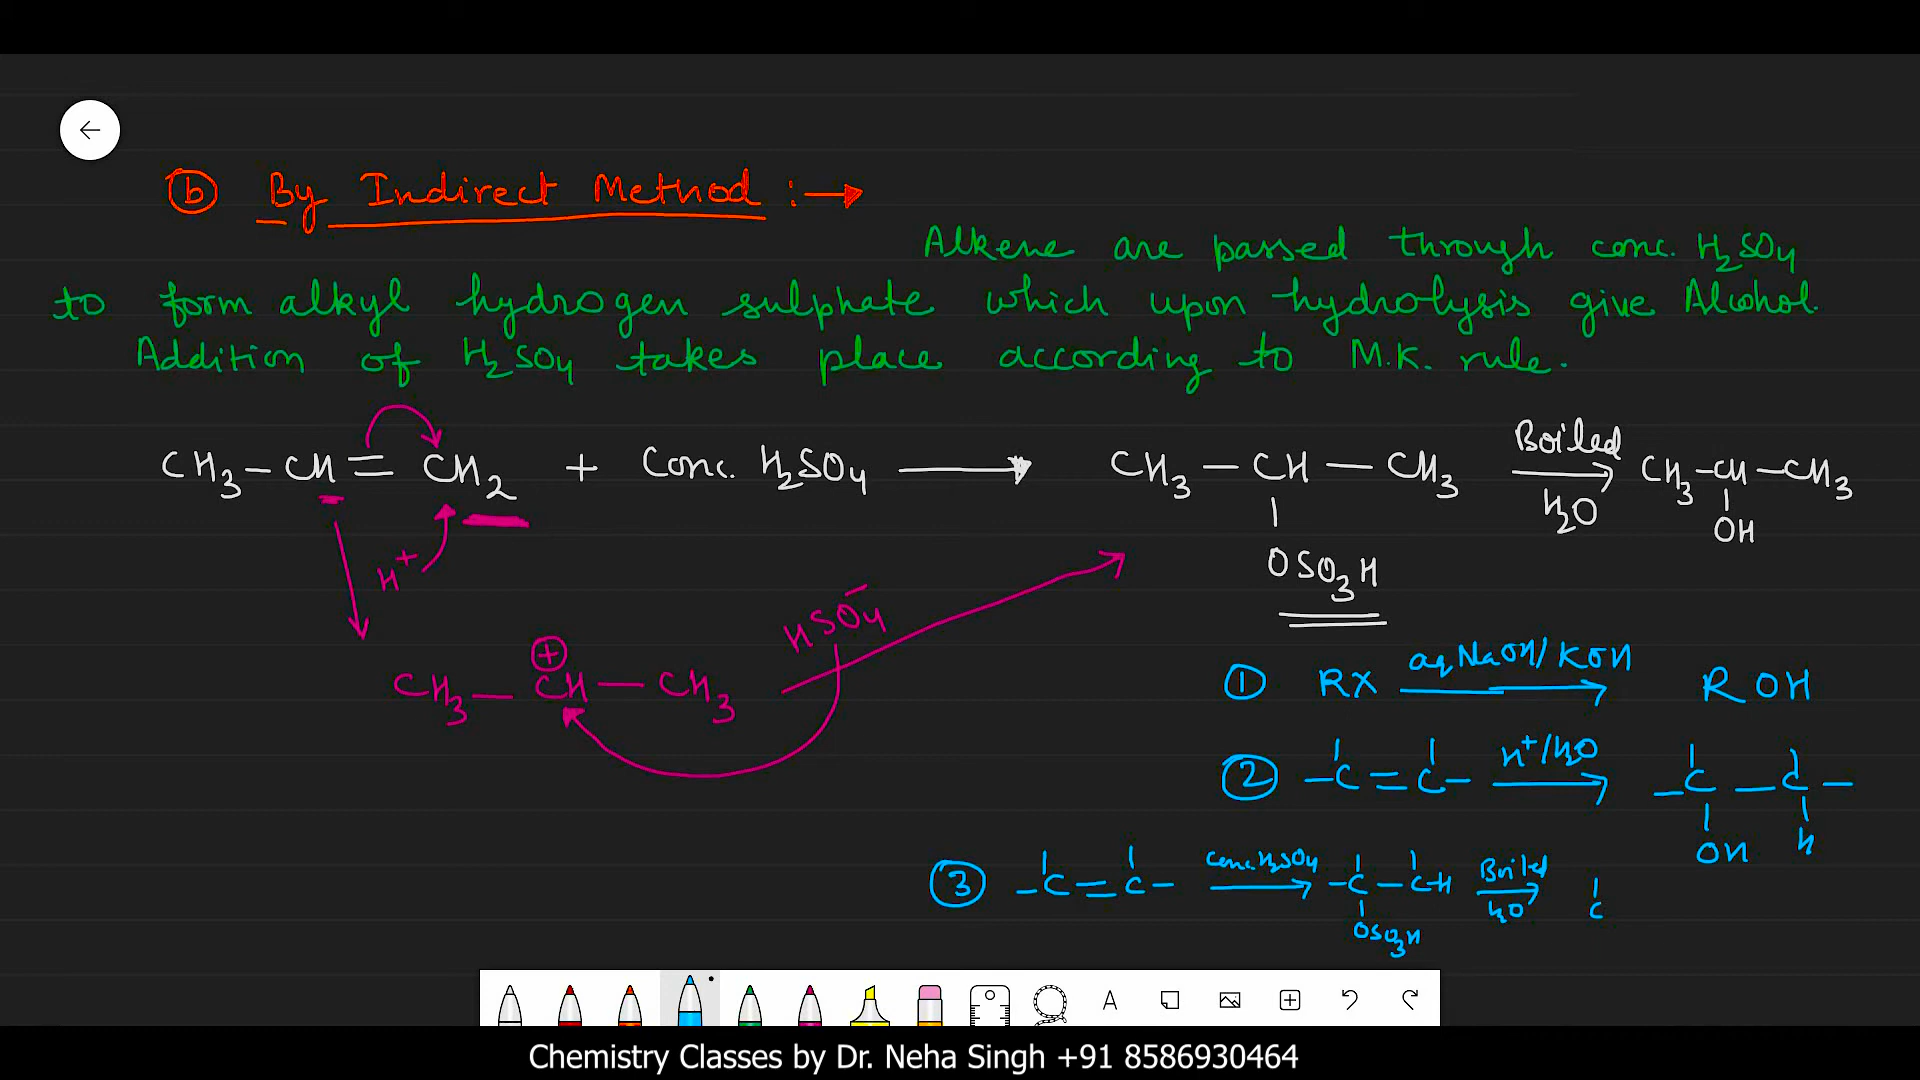 (b) By Indirect Method :→
Alkene are passed through conc. H2SO4
to form alkyl hydrogen sulphate which upon hydrolysis give Alcohol.
Addition of H2SO4 takes place according to M.K. rule.
CH3 – CH = CH2 + Conc. H2SO4 ⟶ CH3 – CH – CH3 Boiled H2O CH3 – CH – CH3
OH
OSO3H
H+
HSO4–
CH3 – CH – CH3
+
① RX aq NaOH/KOH ROH
② – C = C – H+/H2O – C – C –
OH H
③ – C = C – Conc. H2SO4 – C – C-H Boiled H2O C
OSO3H
A
Chemistry Classes by Dr. Neha Singh +91 8586930464